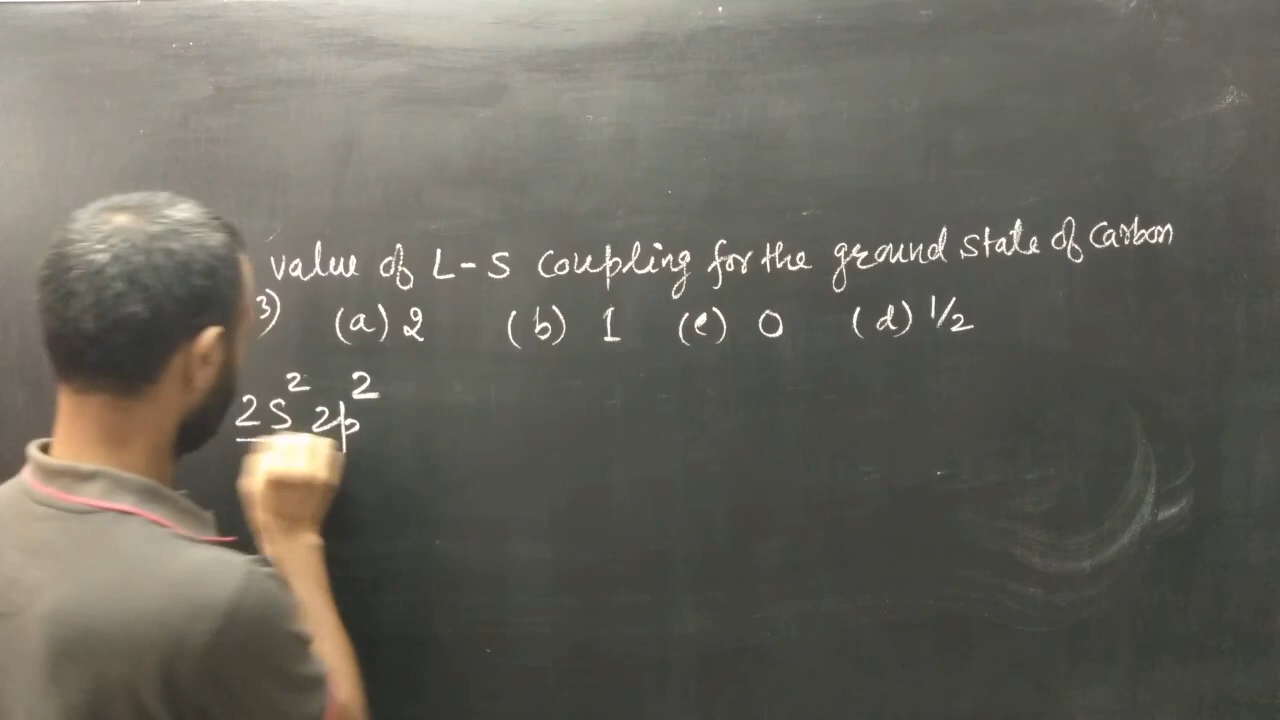 value of L-S coupling for the ground state of carbon
3) (a) 2 (b) 1 (c) 0 (d) 1/2
2s² 2p²